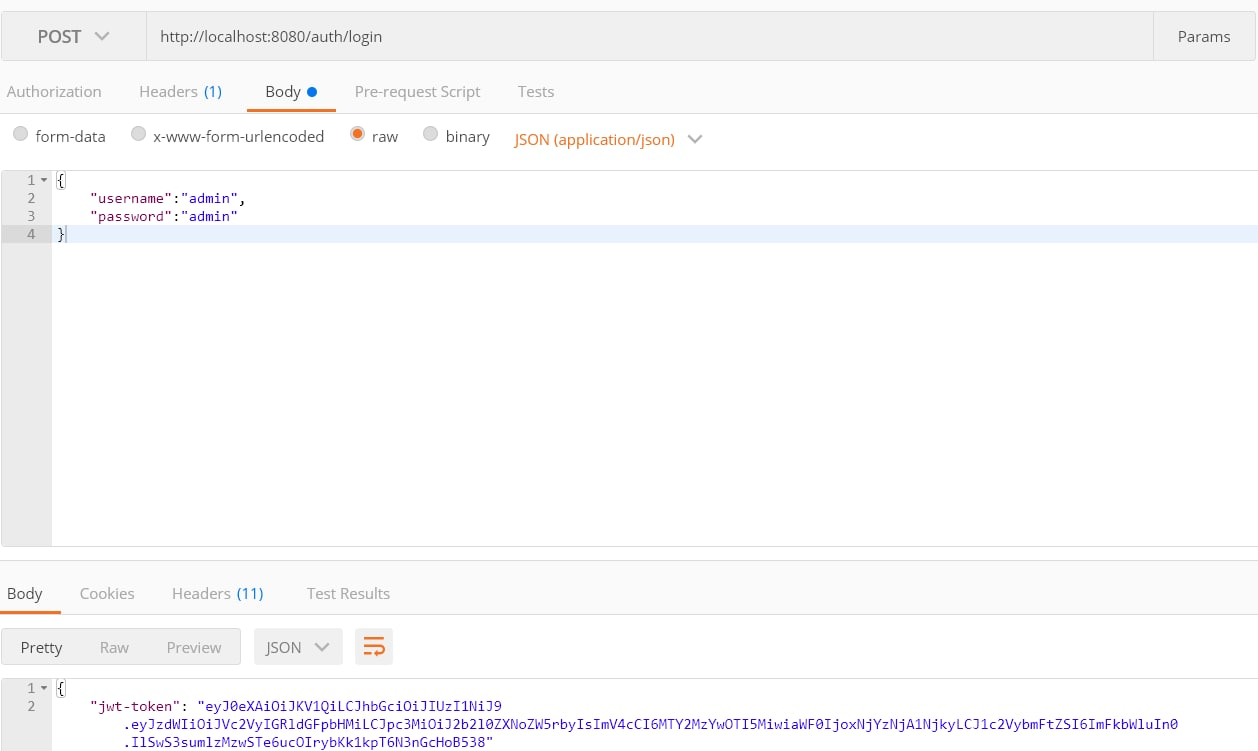 POST http://localhost:8080/auth/login Params
Authorization Headers (1) Body Pre-request Script Tests
form-data x-www-form-urlencoded raw binary JSON (application/json)
1 {
2 "username":"admin",
3 "password":"admin"
4 }
Body Cookies Headers (11) Test Results
Pretty Raw Preview JSON
1 {
2 "jwt-token": "eyJ0eXAiOiJKV1QiLCJhbGciOiJIUzI1NiJ9
.eyJzdWIiOiJVc2VyIGRldGFpbHMiLCJpc3MiOiJ2b2l0ZXNoZW5rbyIsImV4cCI6MTY2MzYwOTI5MiwiaWF0IjoxNjYzNjA1NjkyLCJ1c2VybmFtZSI6ImFkbWluIn0
.IlSwS3sumlzMzwSTe6ucOIrybKk1kpT6N3nGcHoB538"